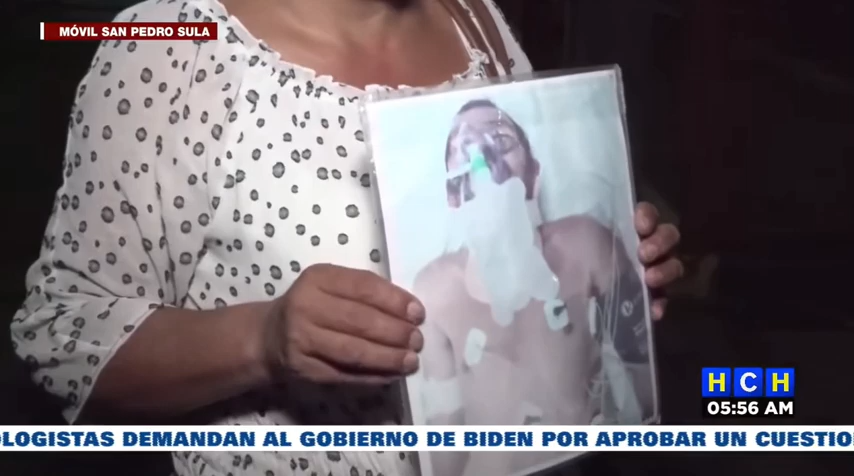 MÓVIL SAN PEDRO SULA
HCH
05:56 AM
OLOGISTAS DEMANDAN AL GOBIERNO DE BIDEN POR APROBAR UN CUESTIO